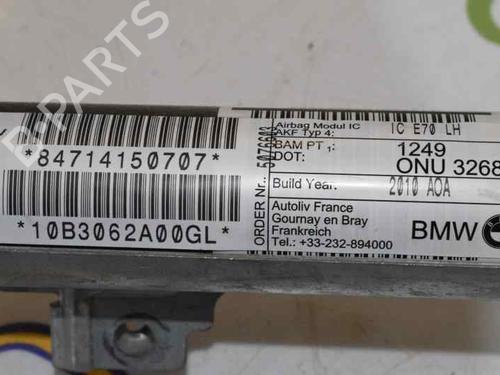 B PARTS
*84714150707*
*10B3062A00GL*
ORDER Nr.:
Airbag Modul IC
AKF Typ 4:
IC E70 LH
BAM PT 1:
1249
DOT:
ONU 3268
Build Year:
2010 AOA
Autoliv France
Gournay en Bray
Frankreich
Tel.: +33-232-894000
BMW